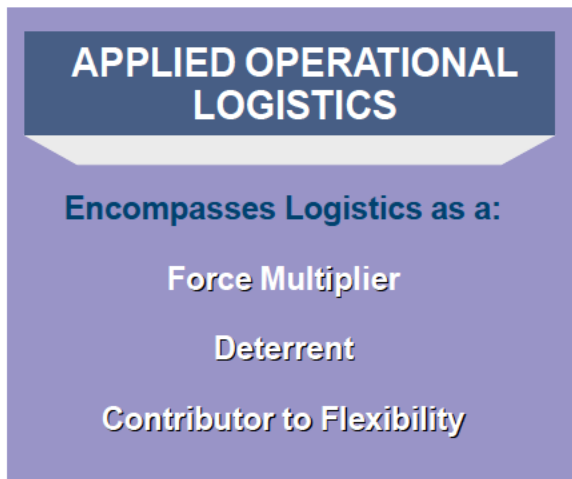 APPLIED OPERATIONAL
LOGISTICS
Encompasses Logistics as a:
Force Multiplier
Deterrent
Contributor to Flexibility